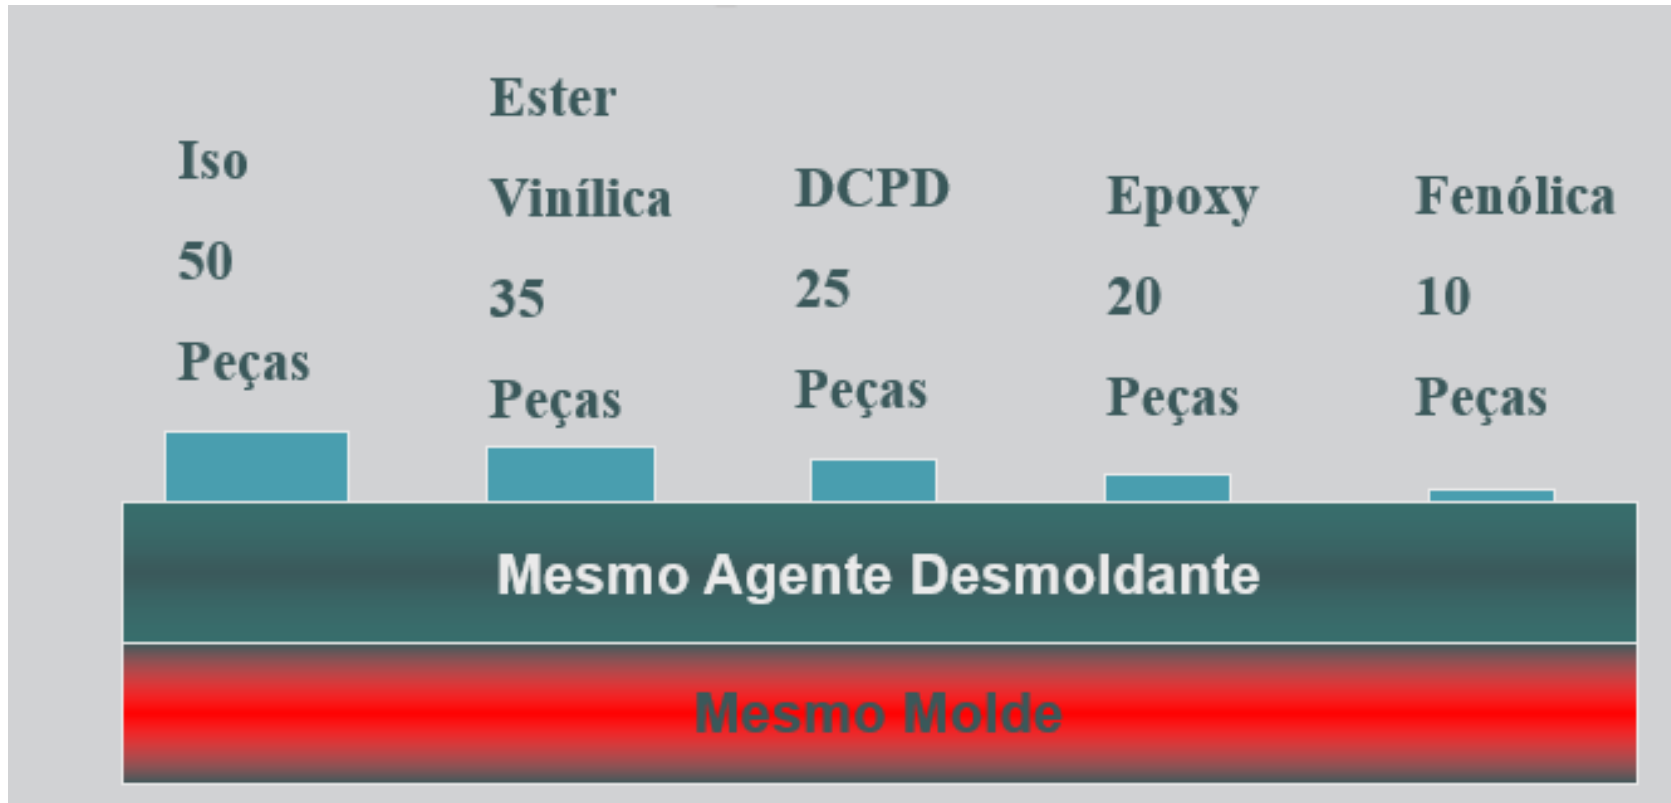 Iso
50
Peças
Ester
Vinílica
35
Peças
DCPD
25
Peças
Epoxy
20
Peças
Fenólica
10
Peças
Mesmo Agente Desmoldante
Mesmo Molde